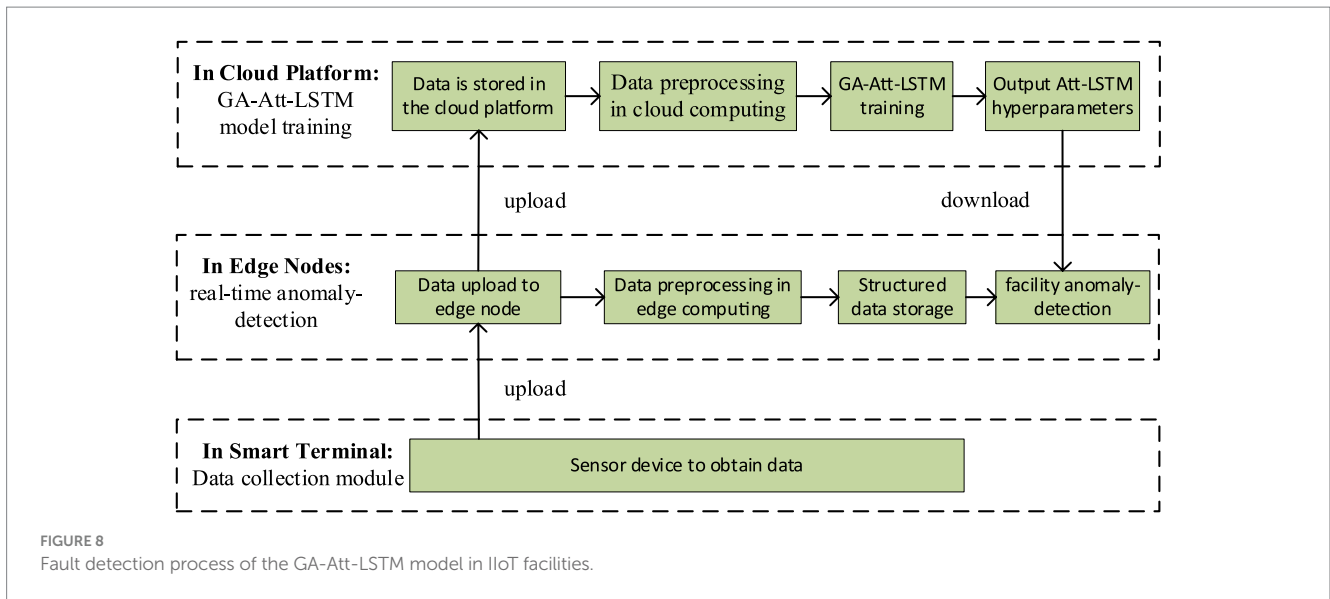 In Cloud Platform:
GA-Att-LSTM
model training
Data is stored in
the cloud platform
Data preprocessing
in cloud computing
GA-Att-LSTM
training
Output Att-LSTM
hyperparameters
upload
download
In Edge Nodes:
real-time anomaly-
detection
Data upload to
edge node
Data preprocessing in
edge computing
Structured
data storage
facility anomaly-
detection
upload
In Smart Terminal:
Data collection module
Sensor device to obtain data
FIGURE 8
Fault detection process of the GA-Att-LSTM model in IIoT facilities.